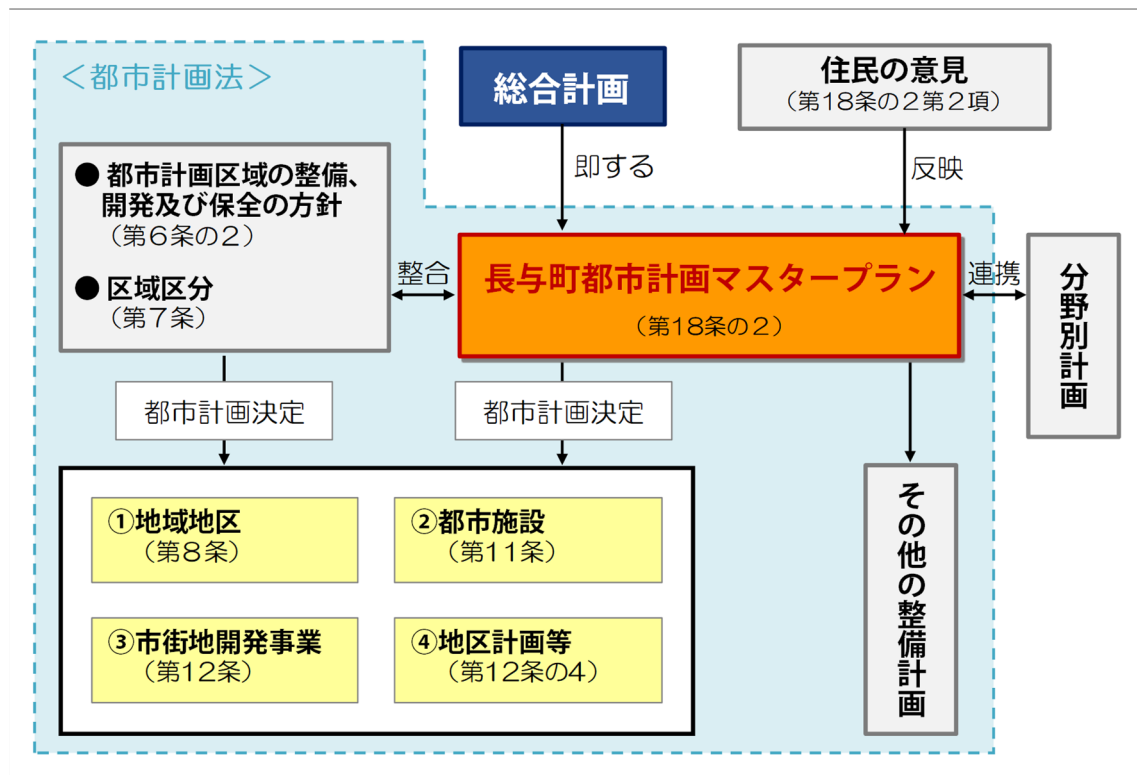 ＜都市計画法＞
総合計画
住民の意見
（第18条の２第２項）
即する
反映
● 都市計画区域の整備、
開発及び保全の方針
（第６条の２）
● 区域区分
（第７条）
整合
長与町都市計画マスタープラン
（第18条の２）
連携
分野別計画
都市計画決定
都市計画決定
①地域地区
（第８条）
②都市施設
（第11条）
③市街地開発事業
（第12条）
④地区計画等
（第12条の４）
その他の整備計画